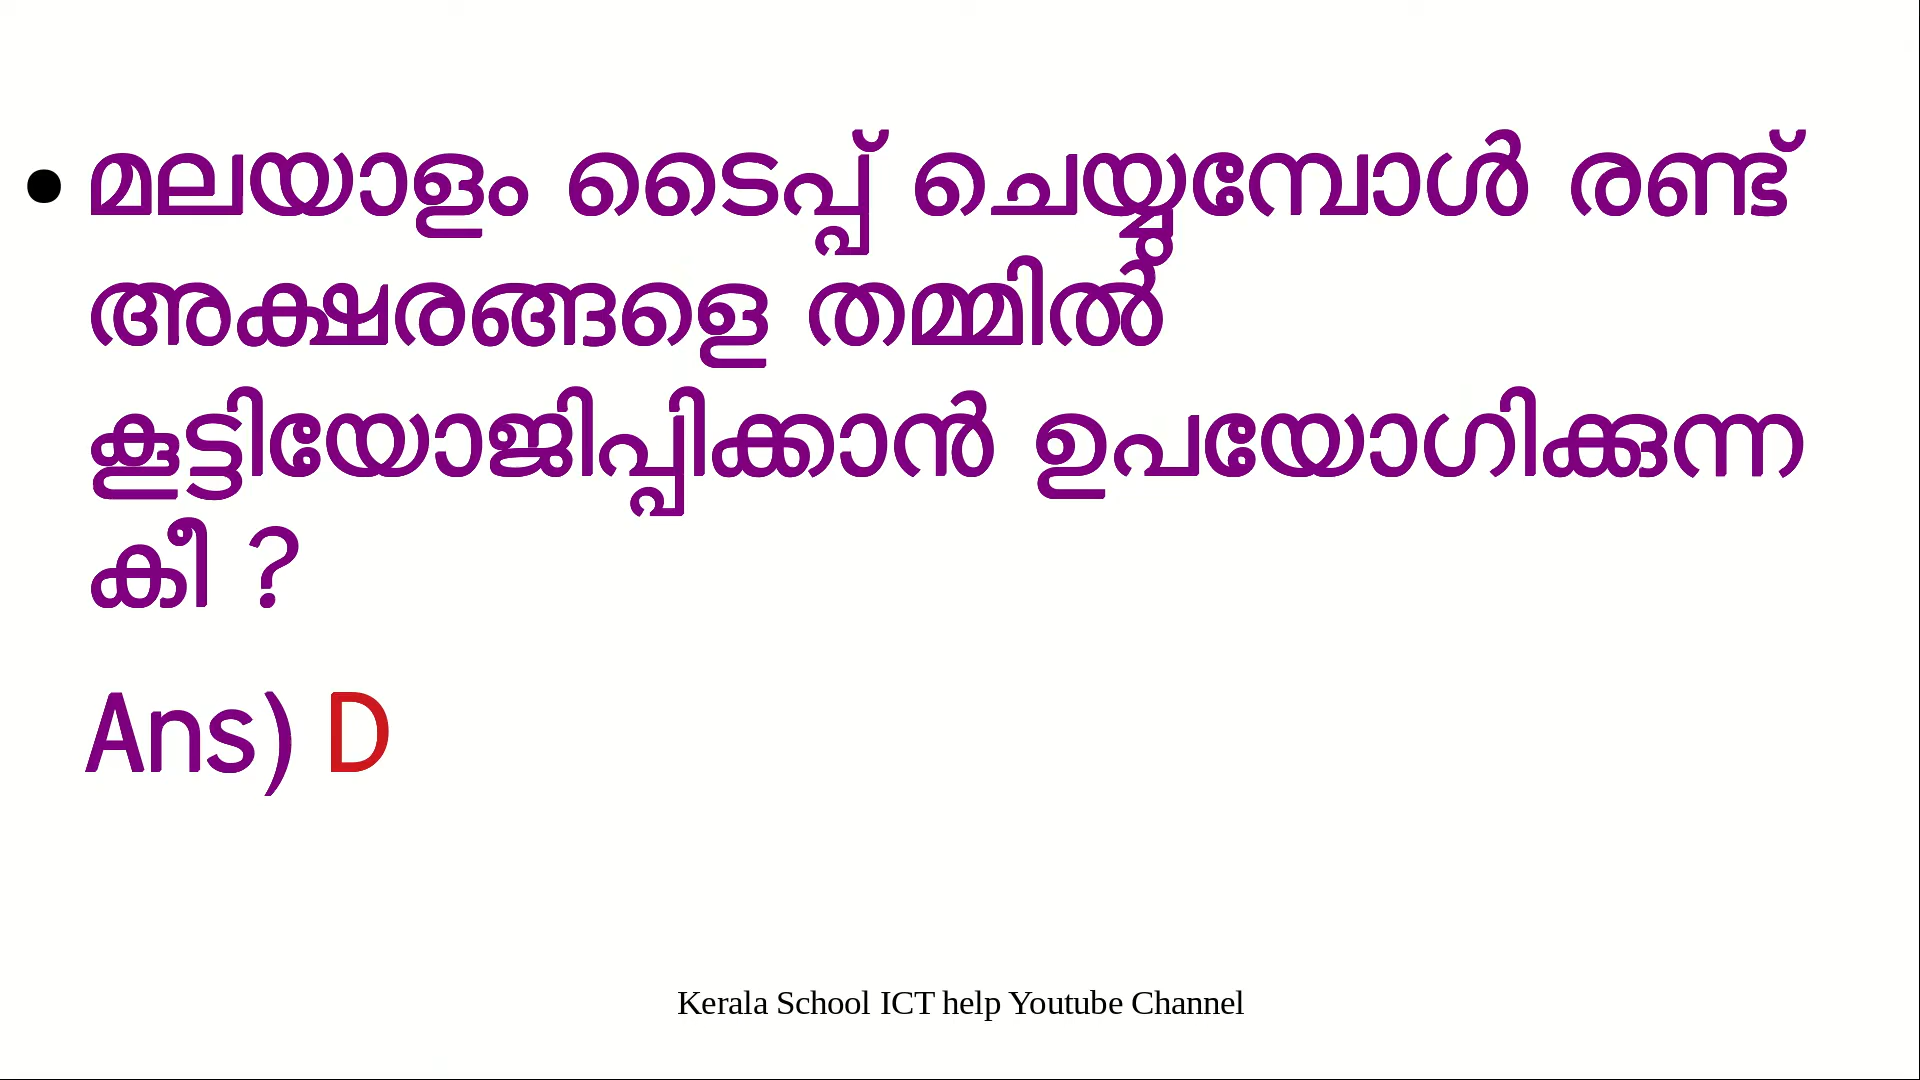 • മലയാളം ടൈപ്പ് ചെയ്യുമ്പോൾ രണ്ട്
അക്ഷരങ്ങളെ തമ്മിൽ
കൂട്ടിയോജിപ്പിക്കാൻ ഉപയോഗിക്കുന്ന
കീ ?
Ans) D
Kerala School ICT help Youtube Channel